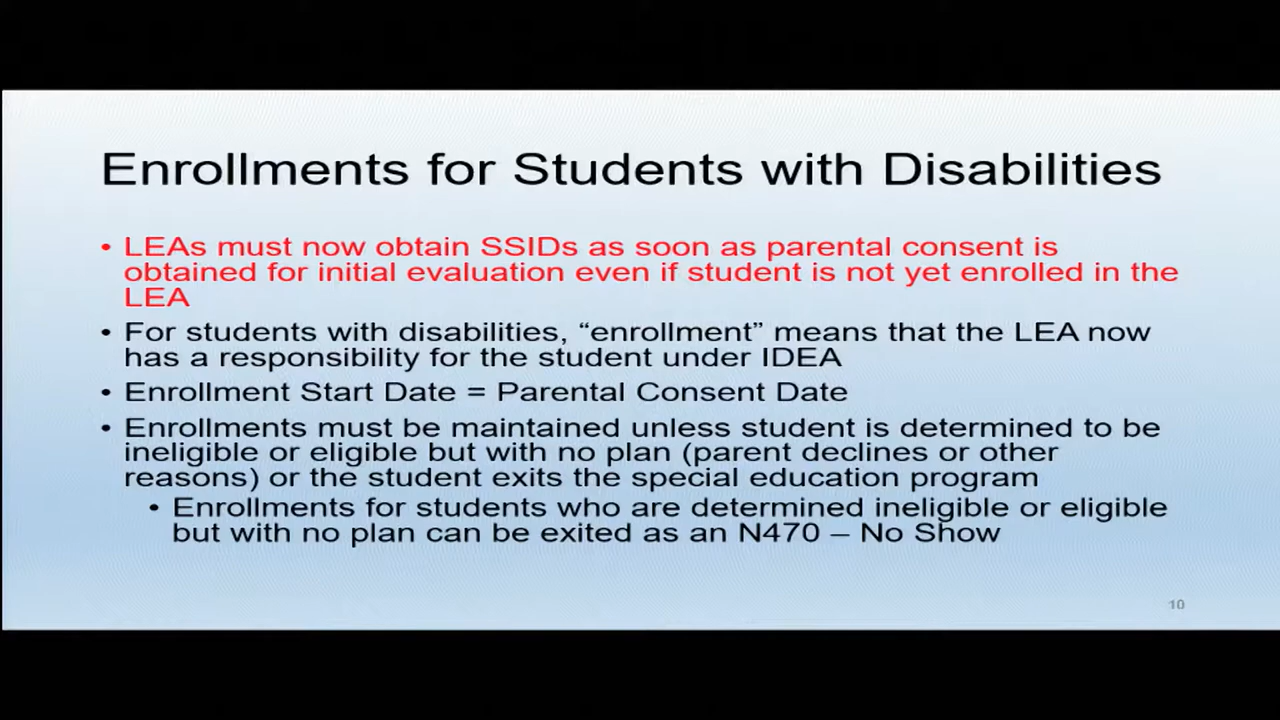 Enrollments for Students with Disabilities
• LEAs must now obtain SSIDs as soon as parental consent is
obtained for initial evaluation even if student is not yet enrolled in the
LEA
• For students with disabilities, “enrollment” means that the LEA now
has a responsibility for the student under IDEA
• Enrollment Start Date = Parental Consent Date
• Enrollments must be maintained unless student is determined to be
ineligible or eligible but with no plan (parent declines or other
reasons) or the student exits the special education program
• Enrollments for students who are determined ineligible or eligible
but with no plan can be exited as an N470 – No Show
10